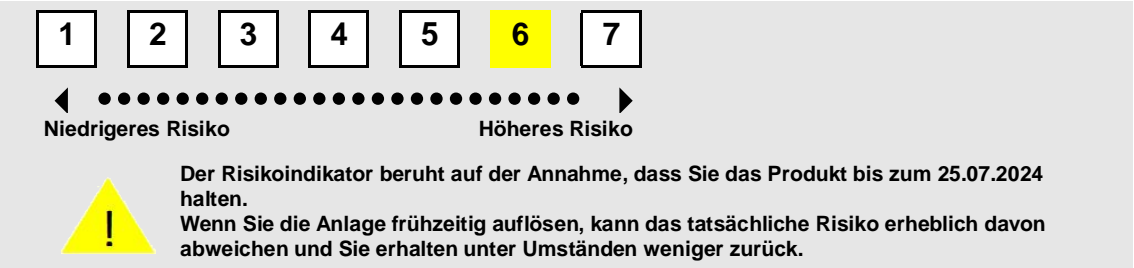 1 2 3 4 5 6 7
Niedrigeres Risiko Höheres Risiko
Der Risikoindikator beruht auf der Annahme, dass Sie das Produkt bis zum 25.07.2024
halten.
Wenn Sie die Anlage frühzeitig auflösen, kann das tatsächliche Risiko erheblich davon
abweichen und Sie erhalten unter Umständen weniger zurück.
!